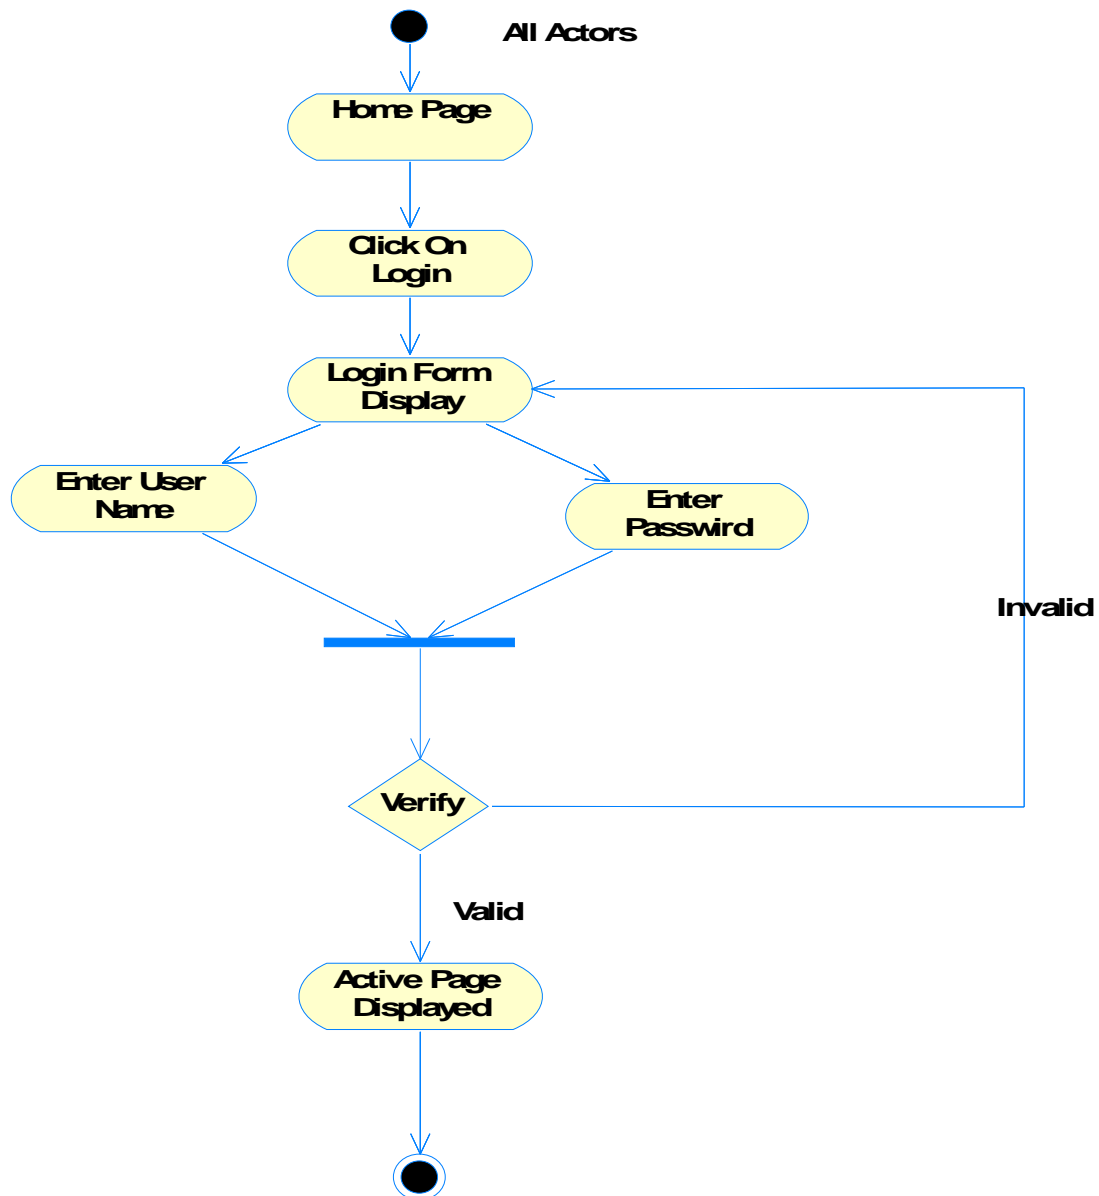 All Actors
Home Page
Click On
Login
Login Form
Display
Enter User
Name
Enter
Passwird
Invalid
Verify
Valid
Active Page
Displayed